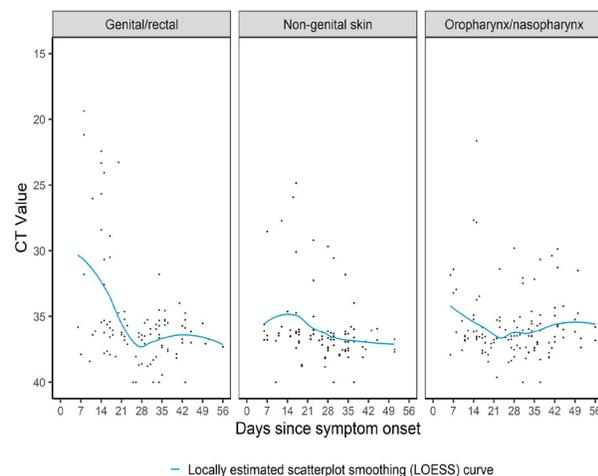 Genital/rectal Non-genital skin Oropharynx/nasopharynx
15
20
25
30
35
40
CT Value
0 7 14 21 28 35 42 49 56 0 7 14 21 28 35 42 49 56 0 7 14 21 28 35 42 49 56
Days since symptom onset
Locally estimated scatterplot smoothing (LOESS) curve